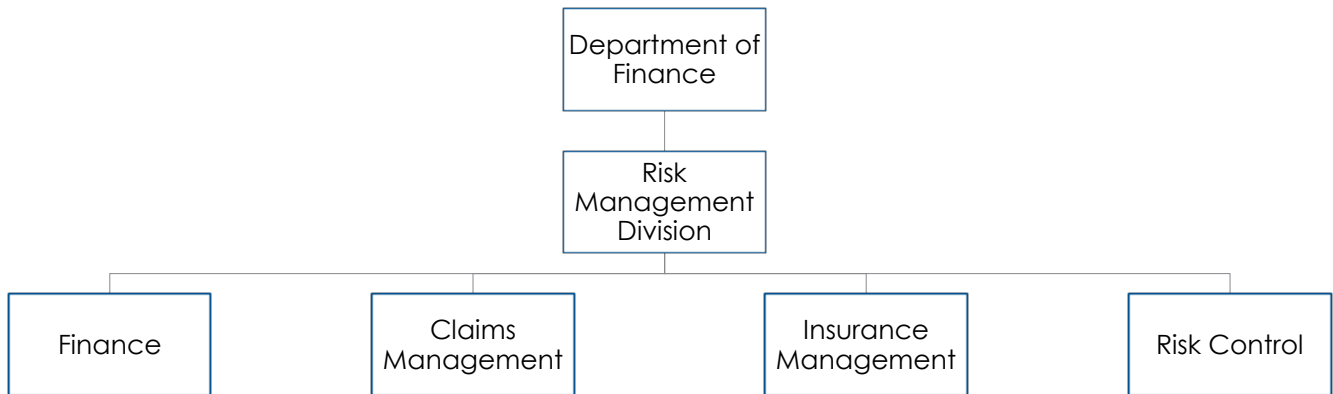 Department of
Finance
Risk
Management
Division
Finance
Claims
Management
Insurance
Management
Risk Control